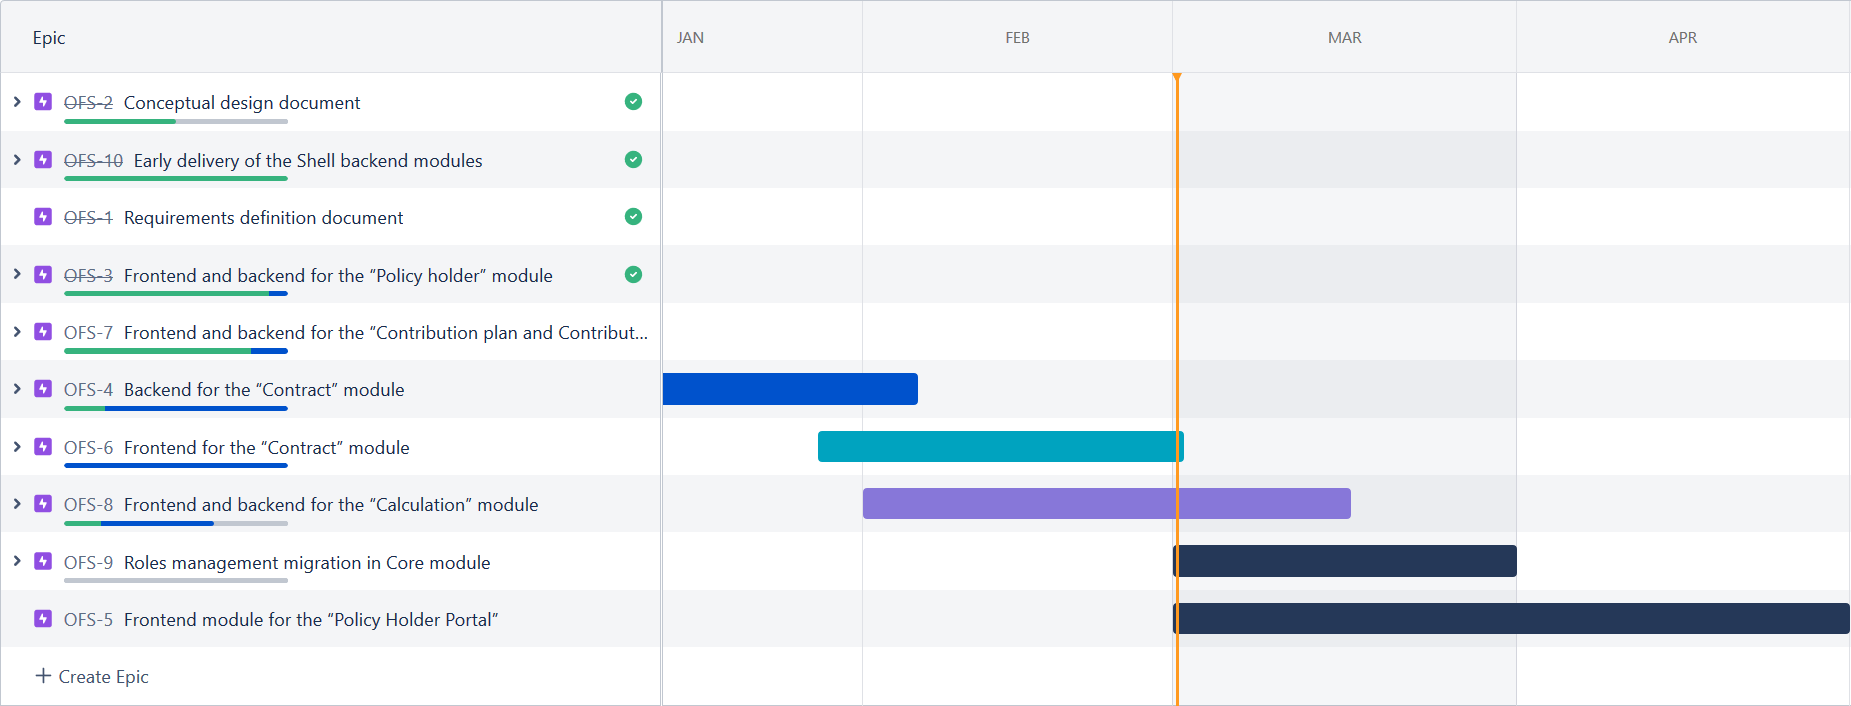 Epic
JAN FEB MAR APR
OFS-2 Conceptual design document
OFS-10 Early delivery of the Shell backend modules
OFS-1 Requirements definition document
OFS-3 Frontend and backend for the “Policy holder” module
OFS-7 Frontend and backend for the “Contribution plan and Contribut...
OFS-4 Backend for the “Contract” module
OFS-6 Frontend for the “Contract” module
OFS-8 Frontend and backend for the “Calculation” module
OFS-9 Roles management migration in Core module
OFS-5 Frontend module for the “Policy Holder Portal”
+ Create Epic